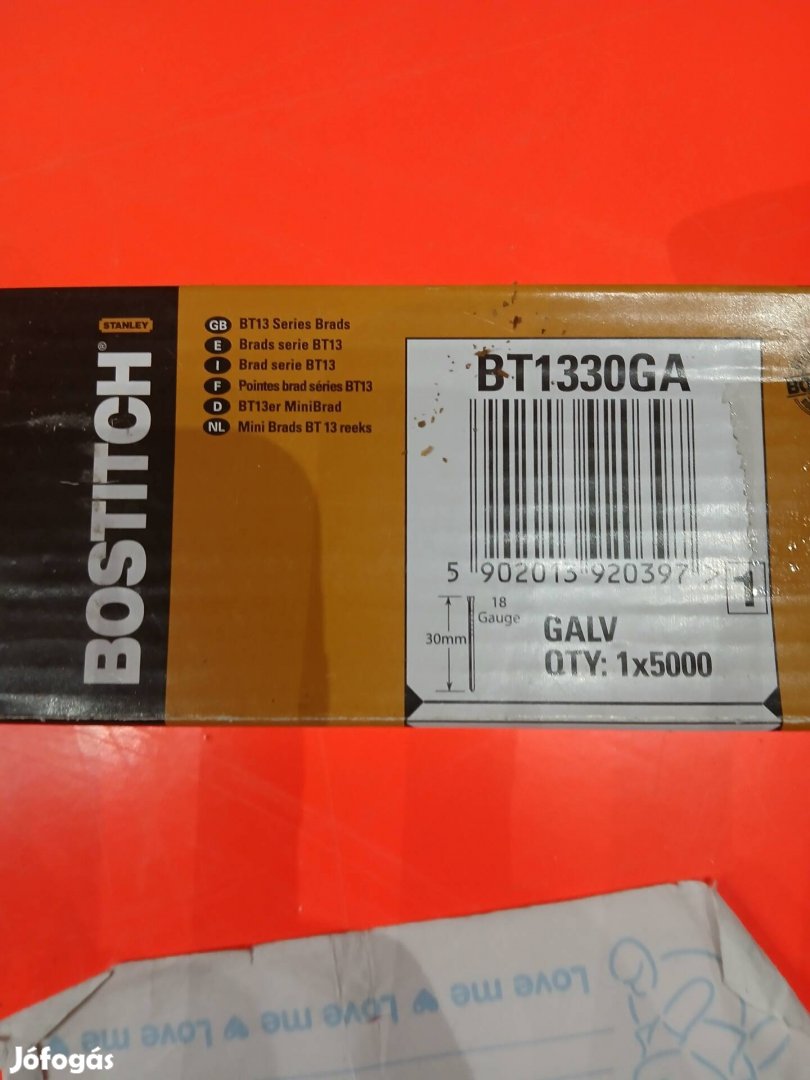 STANLEY
BOSTITCH®
GB BT13 Series Brads
E Brads serie BT13
I Brad serie BT13
F Pointes brad séries BT13
D BT13er MiniBrad
NL Mini Brads BT 13 reeks
BT1330GA
5 902013 920397 >
1
18
Gauge
30mm
GALV
QTY: 1x5000
Love me Love me Love me Love me
Jófogás